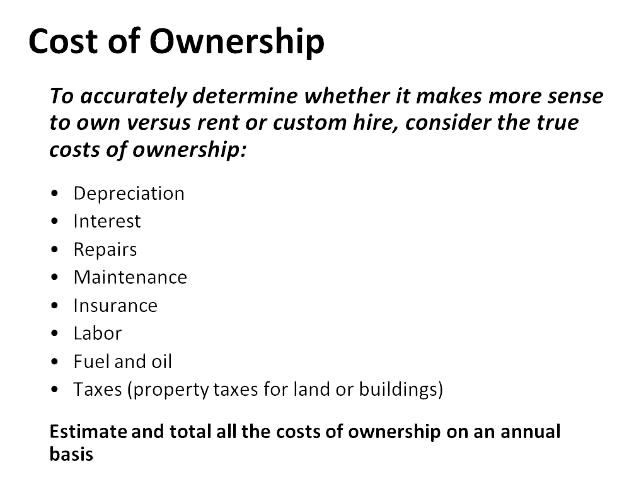 Cost of Ownership
To accurately determine whether it makes more sense
to own versus rent or custom hire, consider the true
costs of ownership:
• Depreciation
• Interest
• Repairs
• Maintenance
• Insurance
• Labor
• Fuel and oil
• Taxes (property taxes for land or buildings)
Estimate and total all the costs of ownership on an annual
basis